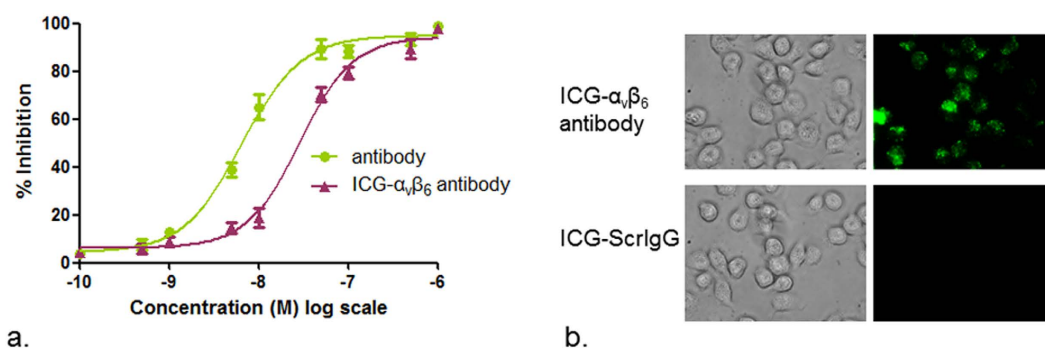 100
80
60
40
20
0
% Inhibition
antibody
ICG-αᵥβ₆ antibody
-10 -9 -8 -7 -6
Concentration (M) log scale
a.
ICG-αᵥβ₆
antibody
ICG-ScrIgG
b.